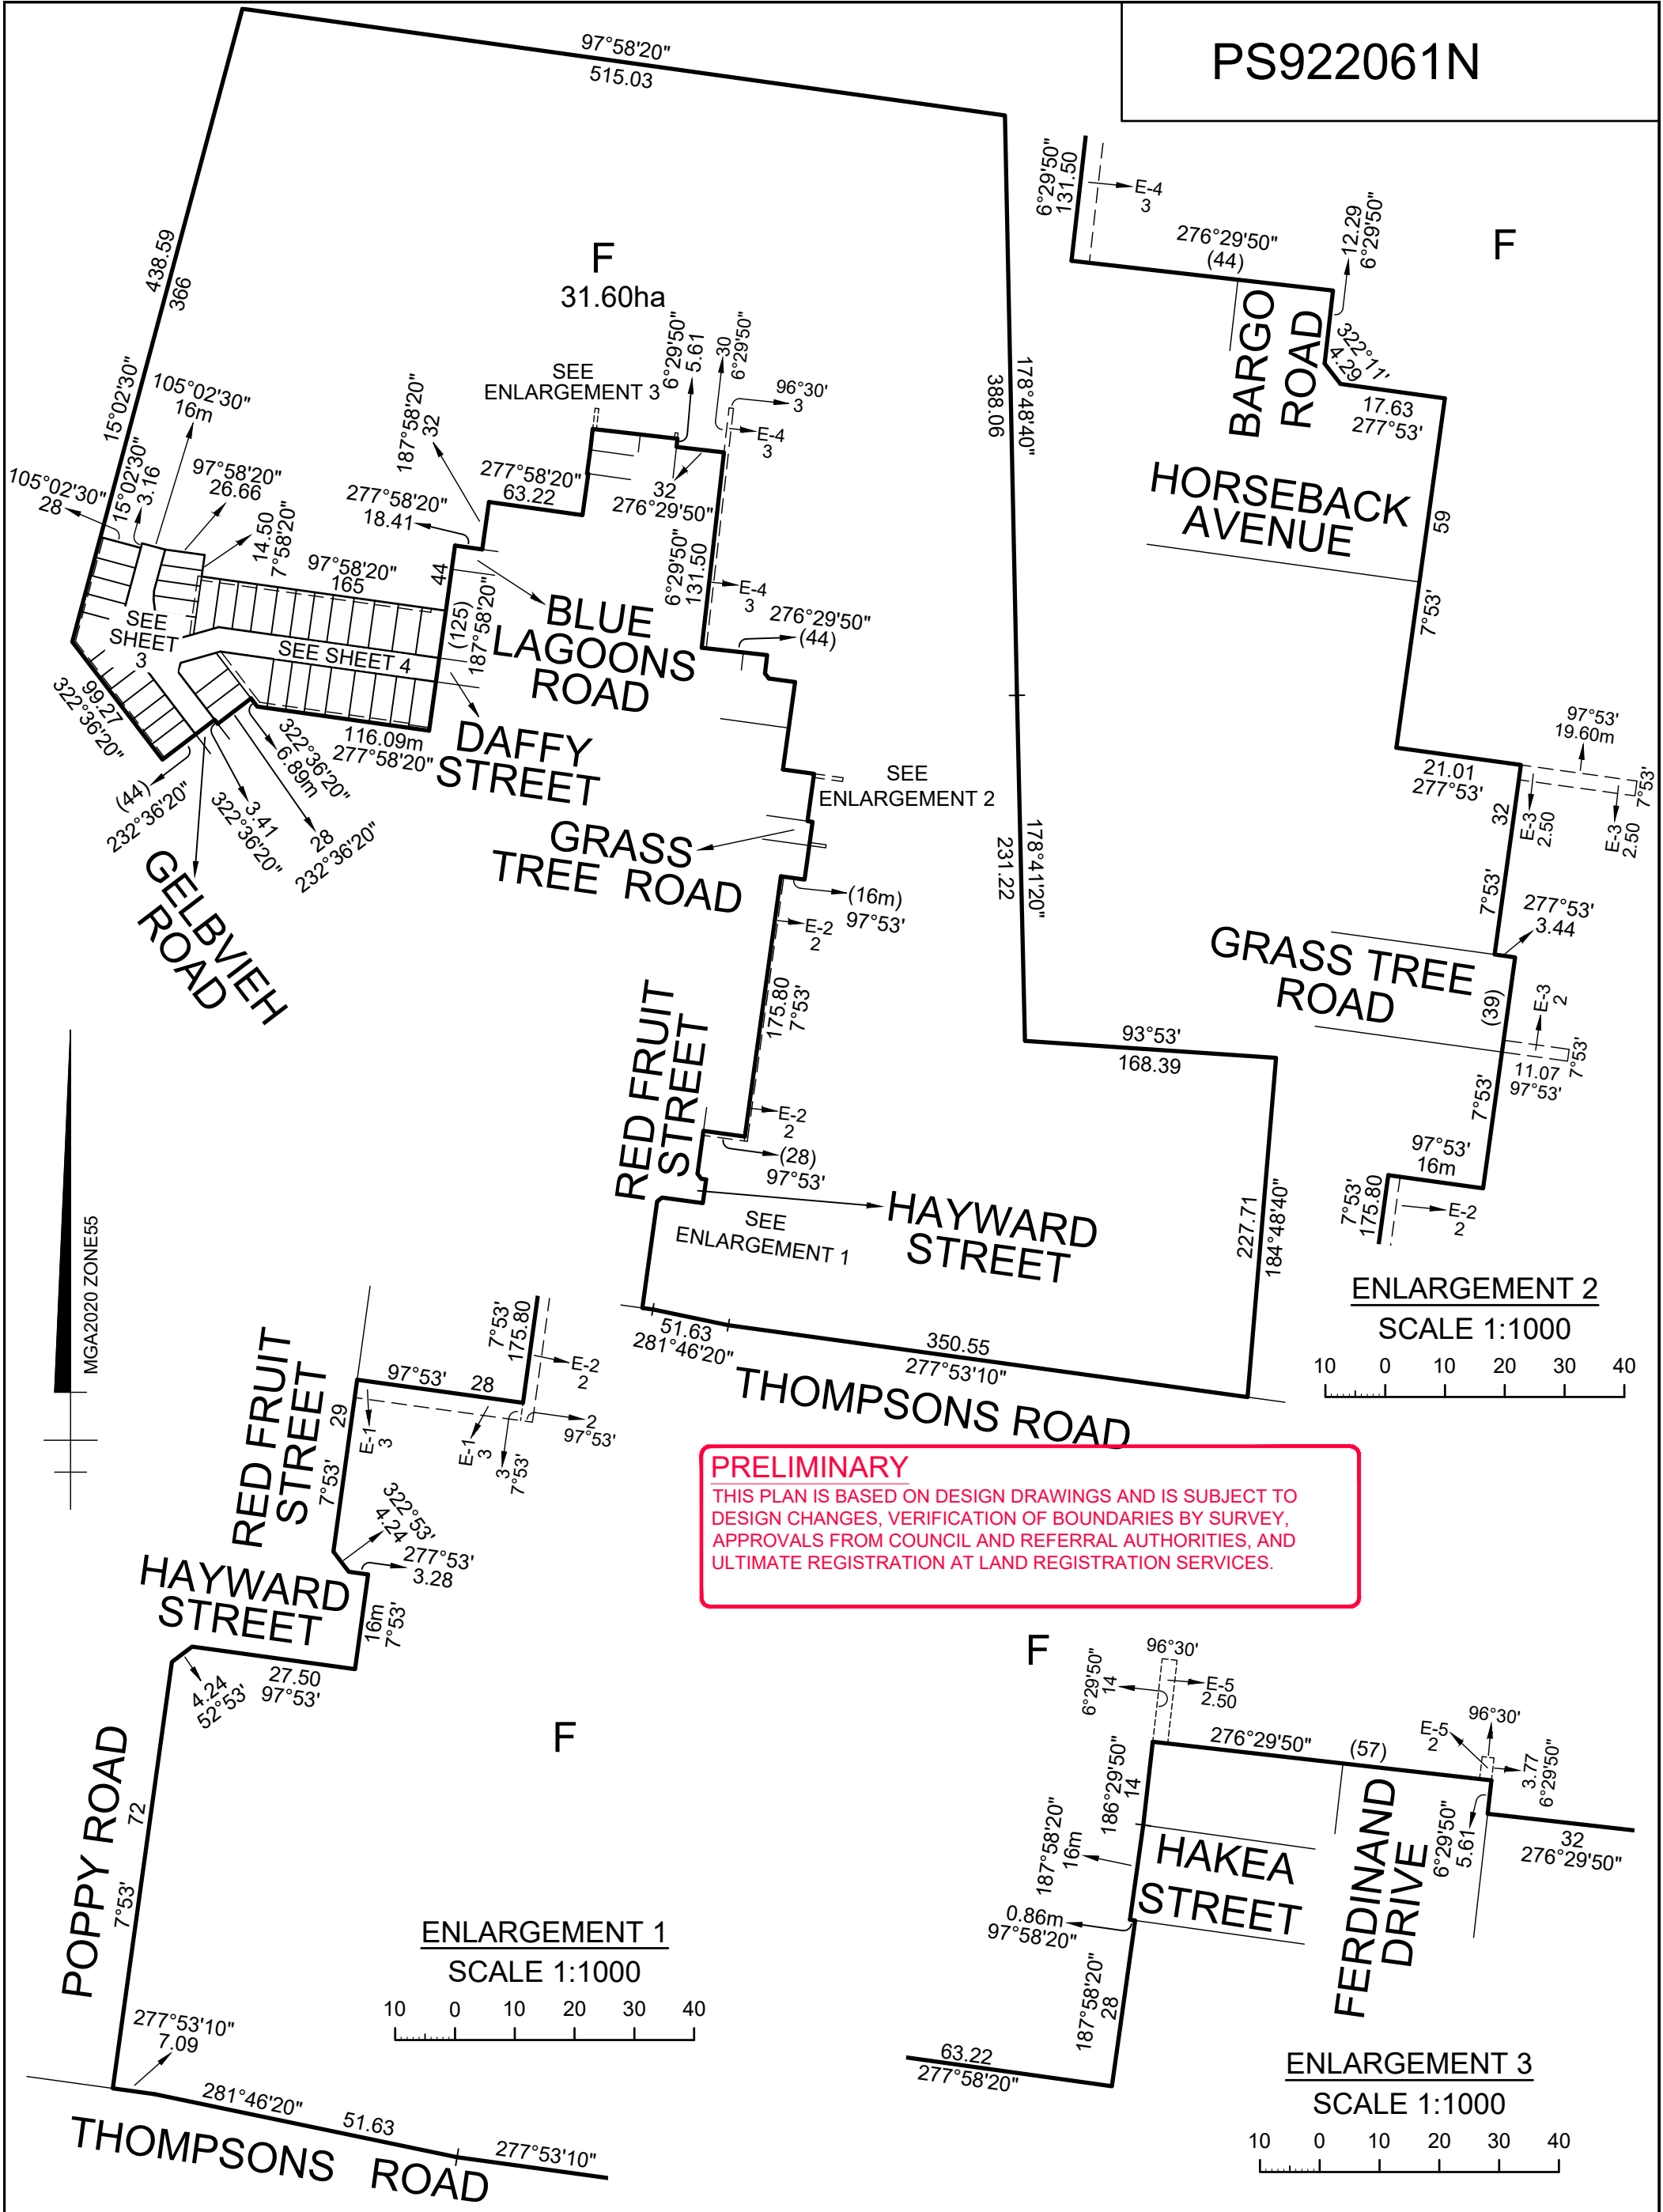 PS922061N
97°58'20"
515.03
438.59
366
15°02'30"
F
31.60ha
178°48'40"
388.06
178°41'20"
231.22
93°53'
168.39
227.71
184°48'40"
350.55
277°53'10"
51.63
281°46'20"
THOMPSONS ROAD
105°02'30"
16m
105°02'30"
28
15°02'30"
3.16
97°58'20"
26.66
14.50
7°58'20"
97°58'20"
165
SEE
SHEET
3
SEE SHEET 4
99.27
322°36'20"
(44)
232°36'20"
3.41
322°36'20"
28
232°36'20"
322°36'20"
6.89m
116.09m
277°58'20"
GELBVIEH
ROAD
44
(125)
187°58'20"
277°58'20"
18.41
187°58'20"
32
277°58'20"
63.22
SEE
ENLARGEMENT 3
6°29'50"
5.61
30
6°29'50"
96°30'
3
E-4
3
32
276°29'50"
6°29'50"
131.50
E-4
3
276°29'50"
(44)
BLUE
LAGOONS
ROAD
DAFFY
STREET
SEE
ENLARGEMENT 2
GRASS
TREE ROAD
(16m)
97°53'
E-2
2
175.80
7°53'
E-2
2
(28)
97°53'
RED FRUIT
STREET
HAYWARD
STREET
SEE
ENLARGEMENT 1
MGA2020 ZONE55
6°29'50"
131.50
E-4
3
276°29'50"
(44)
12.29
6°29'50"
F
BARGO
ROAD
322°11'
4.29
17.63
277°53'
HORSEBACK
AVENUE
59
7°53'
21.01
277°53'
97°53'
19.60m
7°53'
E-3
2.50
E-3
2.50
32
7°53'
277°53'
3.44
GRASS TREE
ROAD
(39)
E-3
2
7°53'
11.07
97°53'
7°53'
97°53'
16m
7°53'
175.80
E-2
2
ENLARGEMENT 2
SCALE 1:1000
10 0 10 20 30 40
RED FRUIT
STREET
97°53' 28
7°53'
175.80
E-2
2
2
97°53'
29
7°53'
E-1
3
E-1
3
3
7°53'
322°53'
4.24
277°53'
3.28
HAYWARD
STREET
16m
7°53'
27.50
97°53'
4.24
52°53'
POPPY ROAD
72
7°53'
F
277°53'10"
7.09
281°46'20" 51.63
277°53'10"
THOMPSONS ROAD
ENLARGEMENT 1
SCALE 1:1000
10 0 10 20 30 40
PRELIMINARY
THIS PLAN IS BASED ON DESIGN DRAWINGS AND IS SUBJECT TO
DESIGN CHANGES, VERIFICATION OF BOUNDARIES BY SURVEY,
APPROVALS FROM COUNCIL AND REFERRAL AUTHORITIES, AND
ULTIMATE REGISTRATION AT LAND REGISTRATION SERVICES.
F
6°29'50"
14
96°30'
E-5
2.50
276°29'50" (57)
E-5
2
96°30'
3.77
6°29'50"
186°29'50"
14
187°58'20"
16m
HAKEA
STREET
0.86m
97°58'20"
187°58'20"
28
FERDINAND
DRIVE
6°29'50"
5.61
32
276°29'50"
63.22
277°58'20"
ENLARGEMENT 3
SCALE 1:1000
10 0 10 20 30 40